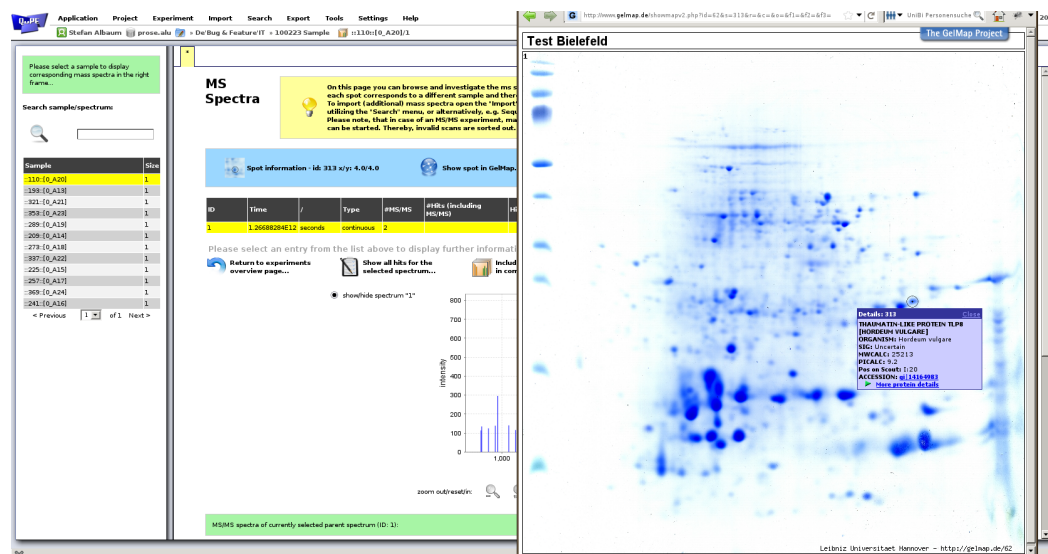 QuPE
Application Project Experiment Import Search Export Tools Settings Help
Stefan Albaum prose.alu » De'Bug & Feature'IT » 100223 Sample ::110::[0_A20]/1
Please select a sample to display
corresponding mass spectra in the right
frame...
Search sample/spectrum:
Sample Size
::110::[0_A20] 1
::193::[0_A13] 1
::321::[0_A21] 1
::353::[0_A23] 1
::289::[0_A19] 1
::209::[0_A14] 1
::273::[0_A18] 1
::337::[0_A22] 1
::225::[0_A15] 1
::257::[0_A17] 1
::369::[0_A24] 1
::241::[0_A16] 1
< Previous 1 of 1 Next >
*
MS
Spectra
On this page you can browse and investigate the ms s
each spot corresponds to a different sample and ther
To import (additional) mass spectra open the "Import"
utilizing the "Search" menu, or alternatively, e.g. Sequ
Please note, that in case of an MS/MS experiment, ma
can be started. Thereby, invalid scans are sorted out.
Spot information - id: 313 x/y: 4.0/4.0 Show spot in GelMap.
ID Time / Type #MS/MS #Hits (including
MS/MS) Hi
1 1.26688284E12 seconds continuous 2
Please select an entry from the list above to display further informati
Return to experiments
overview page...
Show all hits for the
selected spectrum...
Includ
in com
show/hide spectrum "1"
intensity
800
700
600
500
400
300
200
100
0
1,000
zoom out/reset/in:
MS/MS spectra of currently selected parent spectrum (ID: 1):
http://www.gelmap.de/showmapv2.php?id=62&s=313&r=&c=&o=&f1=&f2=&f3= UniBi Personensuche
20
Test Bielefeld
The GelMap Project
1
Details: 313 Close
THAUMATIN-LIKE PROTEIN TLP8
[HORDEUM VULGARE]
ORGANISM: Hordeum vulgare
SIG: Uncertain
MWCALC: 25213
PICALC: 9.2
Pos on Scout: I:20
ACCESSION: gi|14164983
More protein details
Leibniz Universitaet Hannover - http://gelmap.de/62